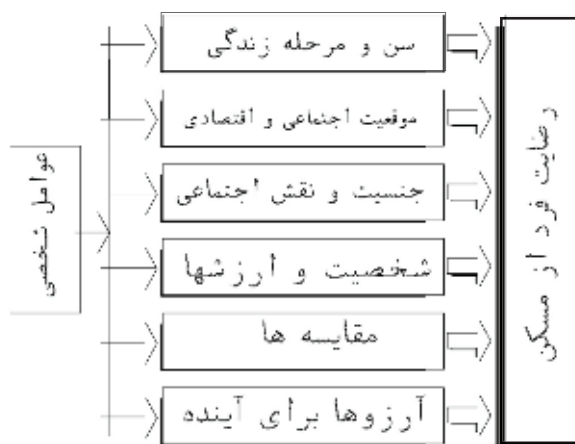 عوامل شخصی
سن و مرحله زندگی
موقعیت اجتماعی و اقتصادی
جنسیت و نقش اجتماعی
شخصیت و ارزشها
مقایسه ها
آرزوها برای آینده
رضایت فرد از مسکن